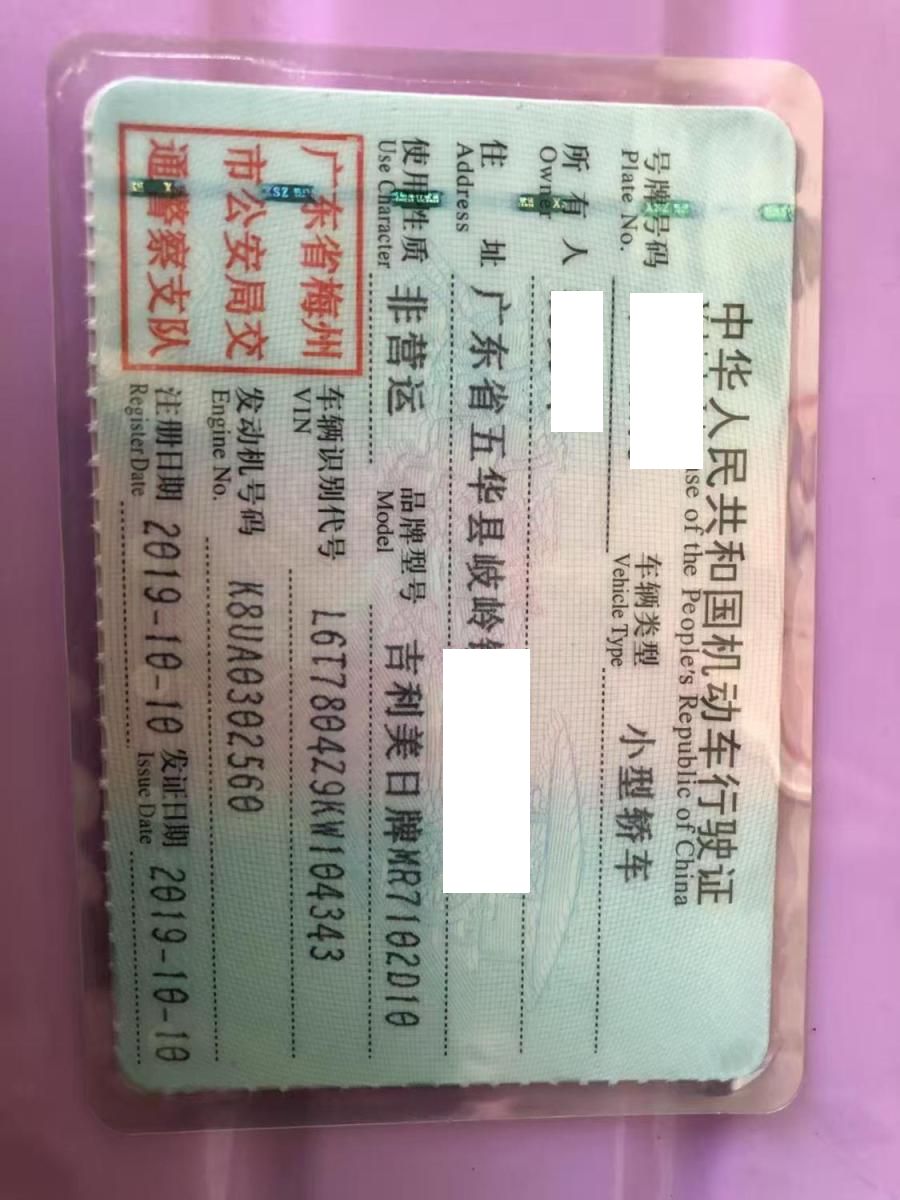 中华人民共和国机动车行驶证
se of the People's Republic of China
号牌号码
Plate No.
车辆类型 小型轿车
Vehicle Type
所有人
Owner
住址 广东省五华县岐岭
Address
使用性质 非营运 品牌型号 吉利美日牌MR7102D10
Use Character Model
广东省梅州
市公安局交
通警察支队
车辆识别代号 L6T7804Z9KW104343
VIN
发动机号码 K8UA0302560
Engine No.
注册日期 2019-10-10 发证日期 2019-10-10
Register Date Issue Date